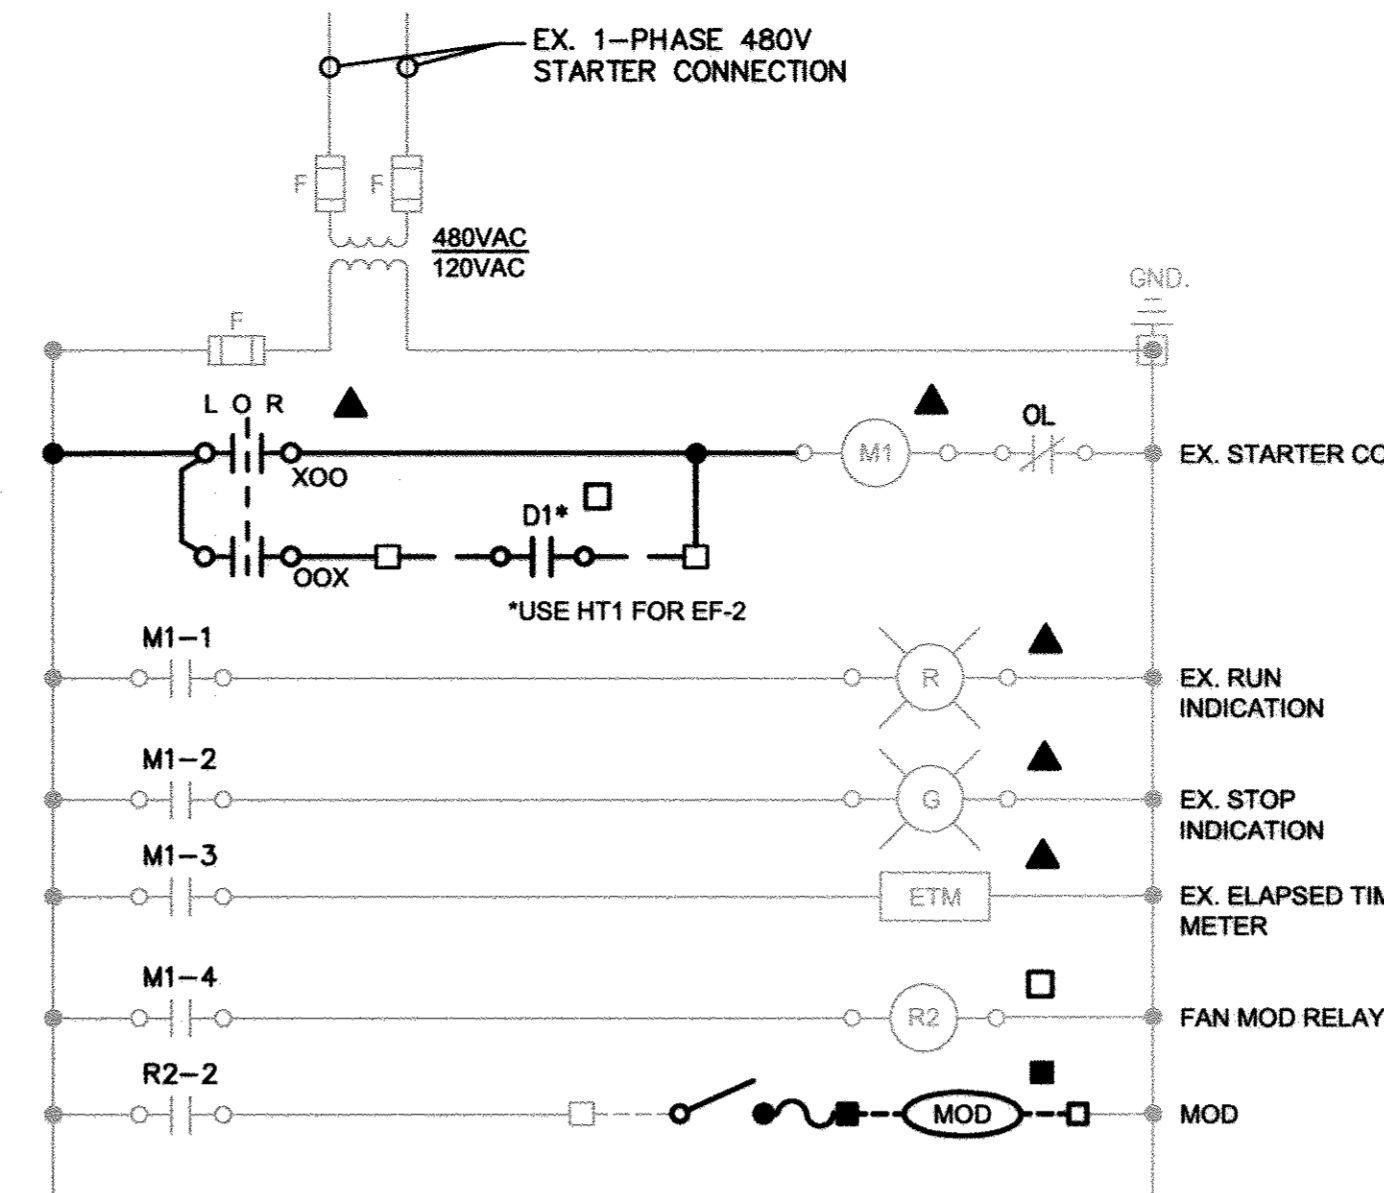 EX. 1-PHASE 480V
STARTER CONNECTION
F F
480VAC
120VAC
GND.
F
L O R
OL
M1
EX. STARTER CO
XOO
D1*
OOX
*USE HT1 FOR EF-2
M1-1
R
EX. RUN
INDICATION
M1-2
G
EX. STOP
INDICATION
M1-3
ETM
EX. ELAPSED TIM
METER
M1-4
R2
FAN MOD RELAY
R2-2
MOD
MOD